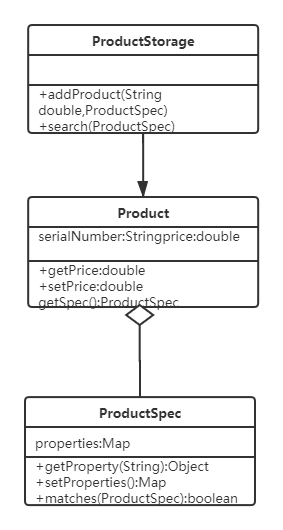 ProductStorage
+addProduct(String
double,ProductSpec)
+search(ProductSpec)
Product
serialNumber:Stringprice:double
+getPrice:double
+setPrice:double
getSpec():ProductSpec
ProductSpec
properties:Map
+getProperty(String):Object
+setProperties():Map
+matches(ProductSpec):boolean